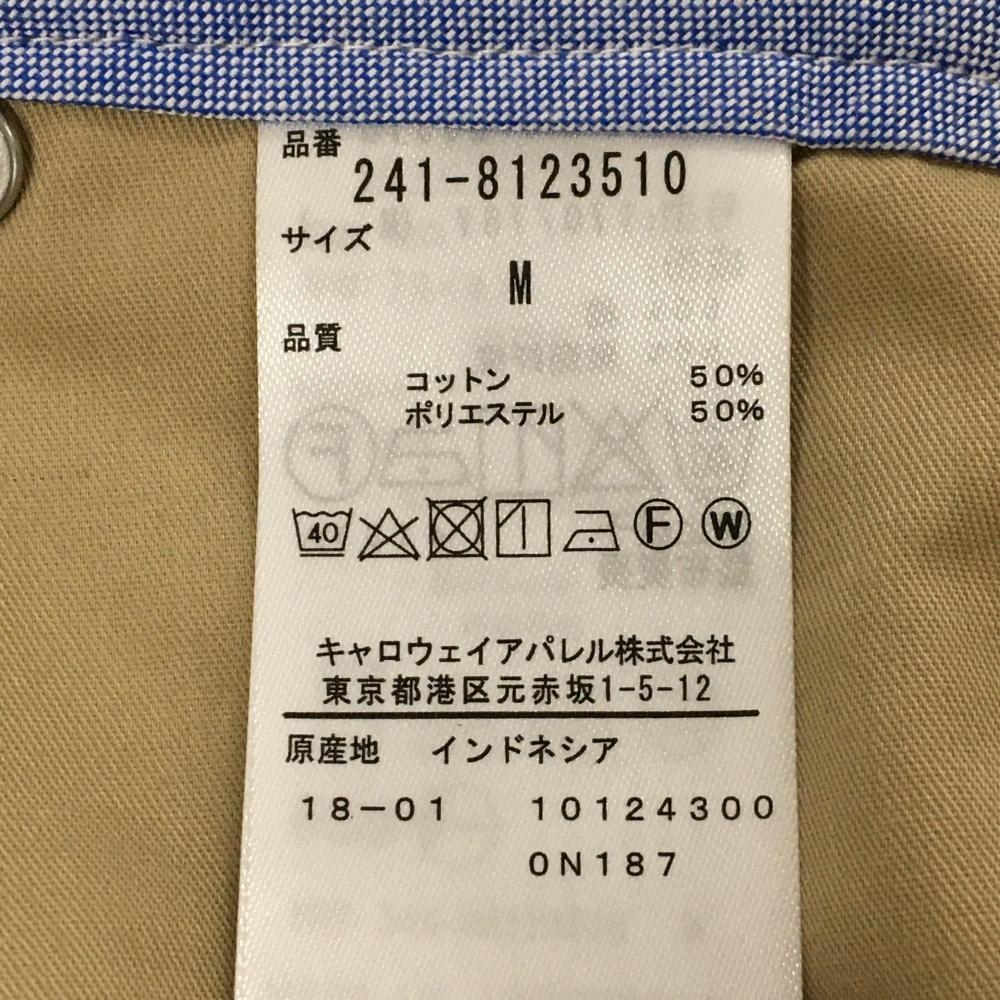 品番
241-8123510
サイズ
M
品質
コットン 50%
ポリエステル 50%
40 F W
キャロウェイアパレル株式会社
東京都港区元赤坂1-5-12
原産地 インドネシア
18-01 10124300
0N187